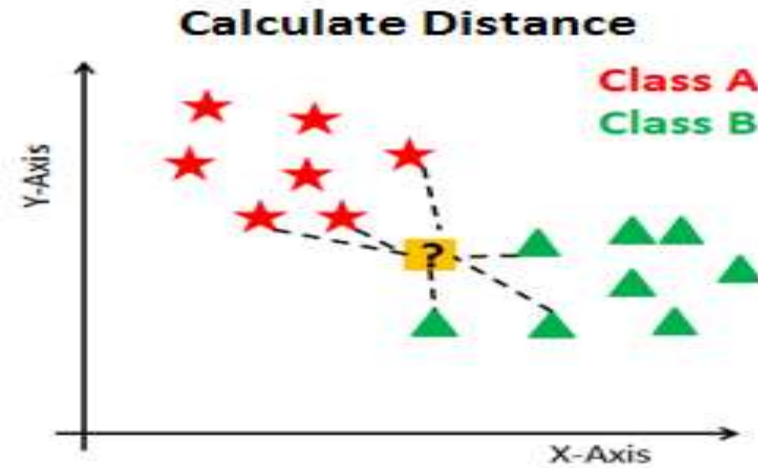 Calculate Distance
Class A
Class B
Y-Axis
?
X-Axis